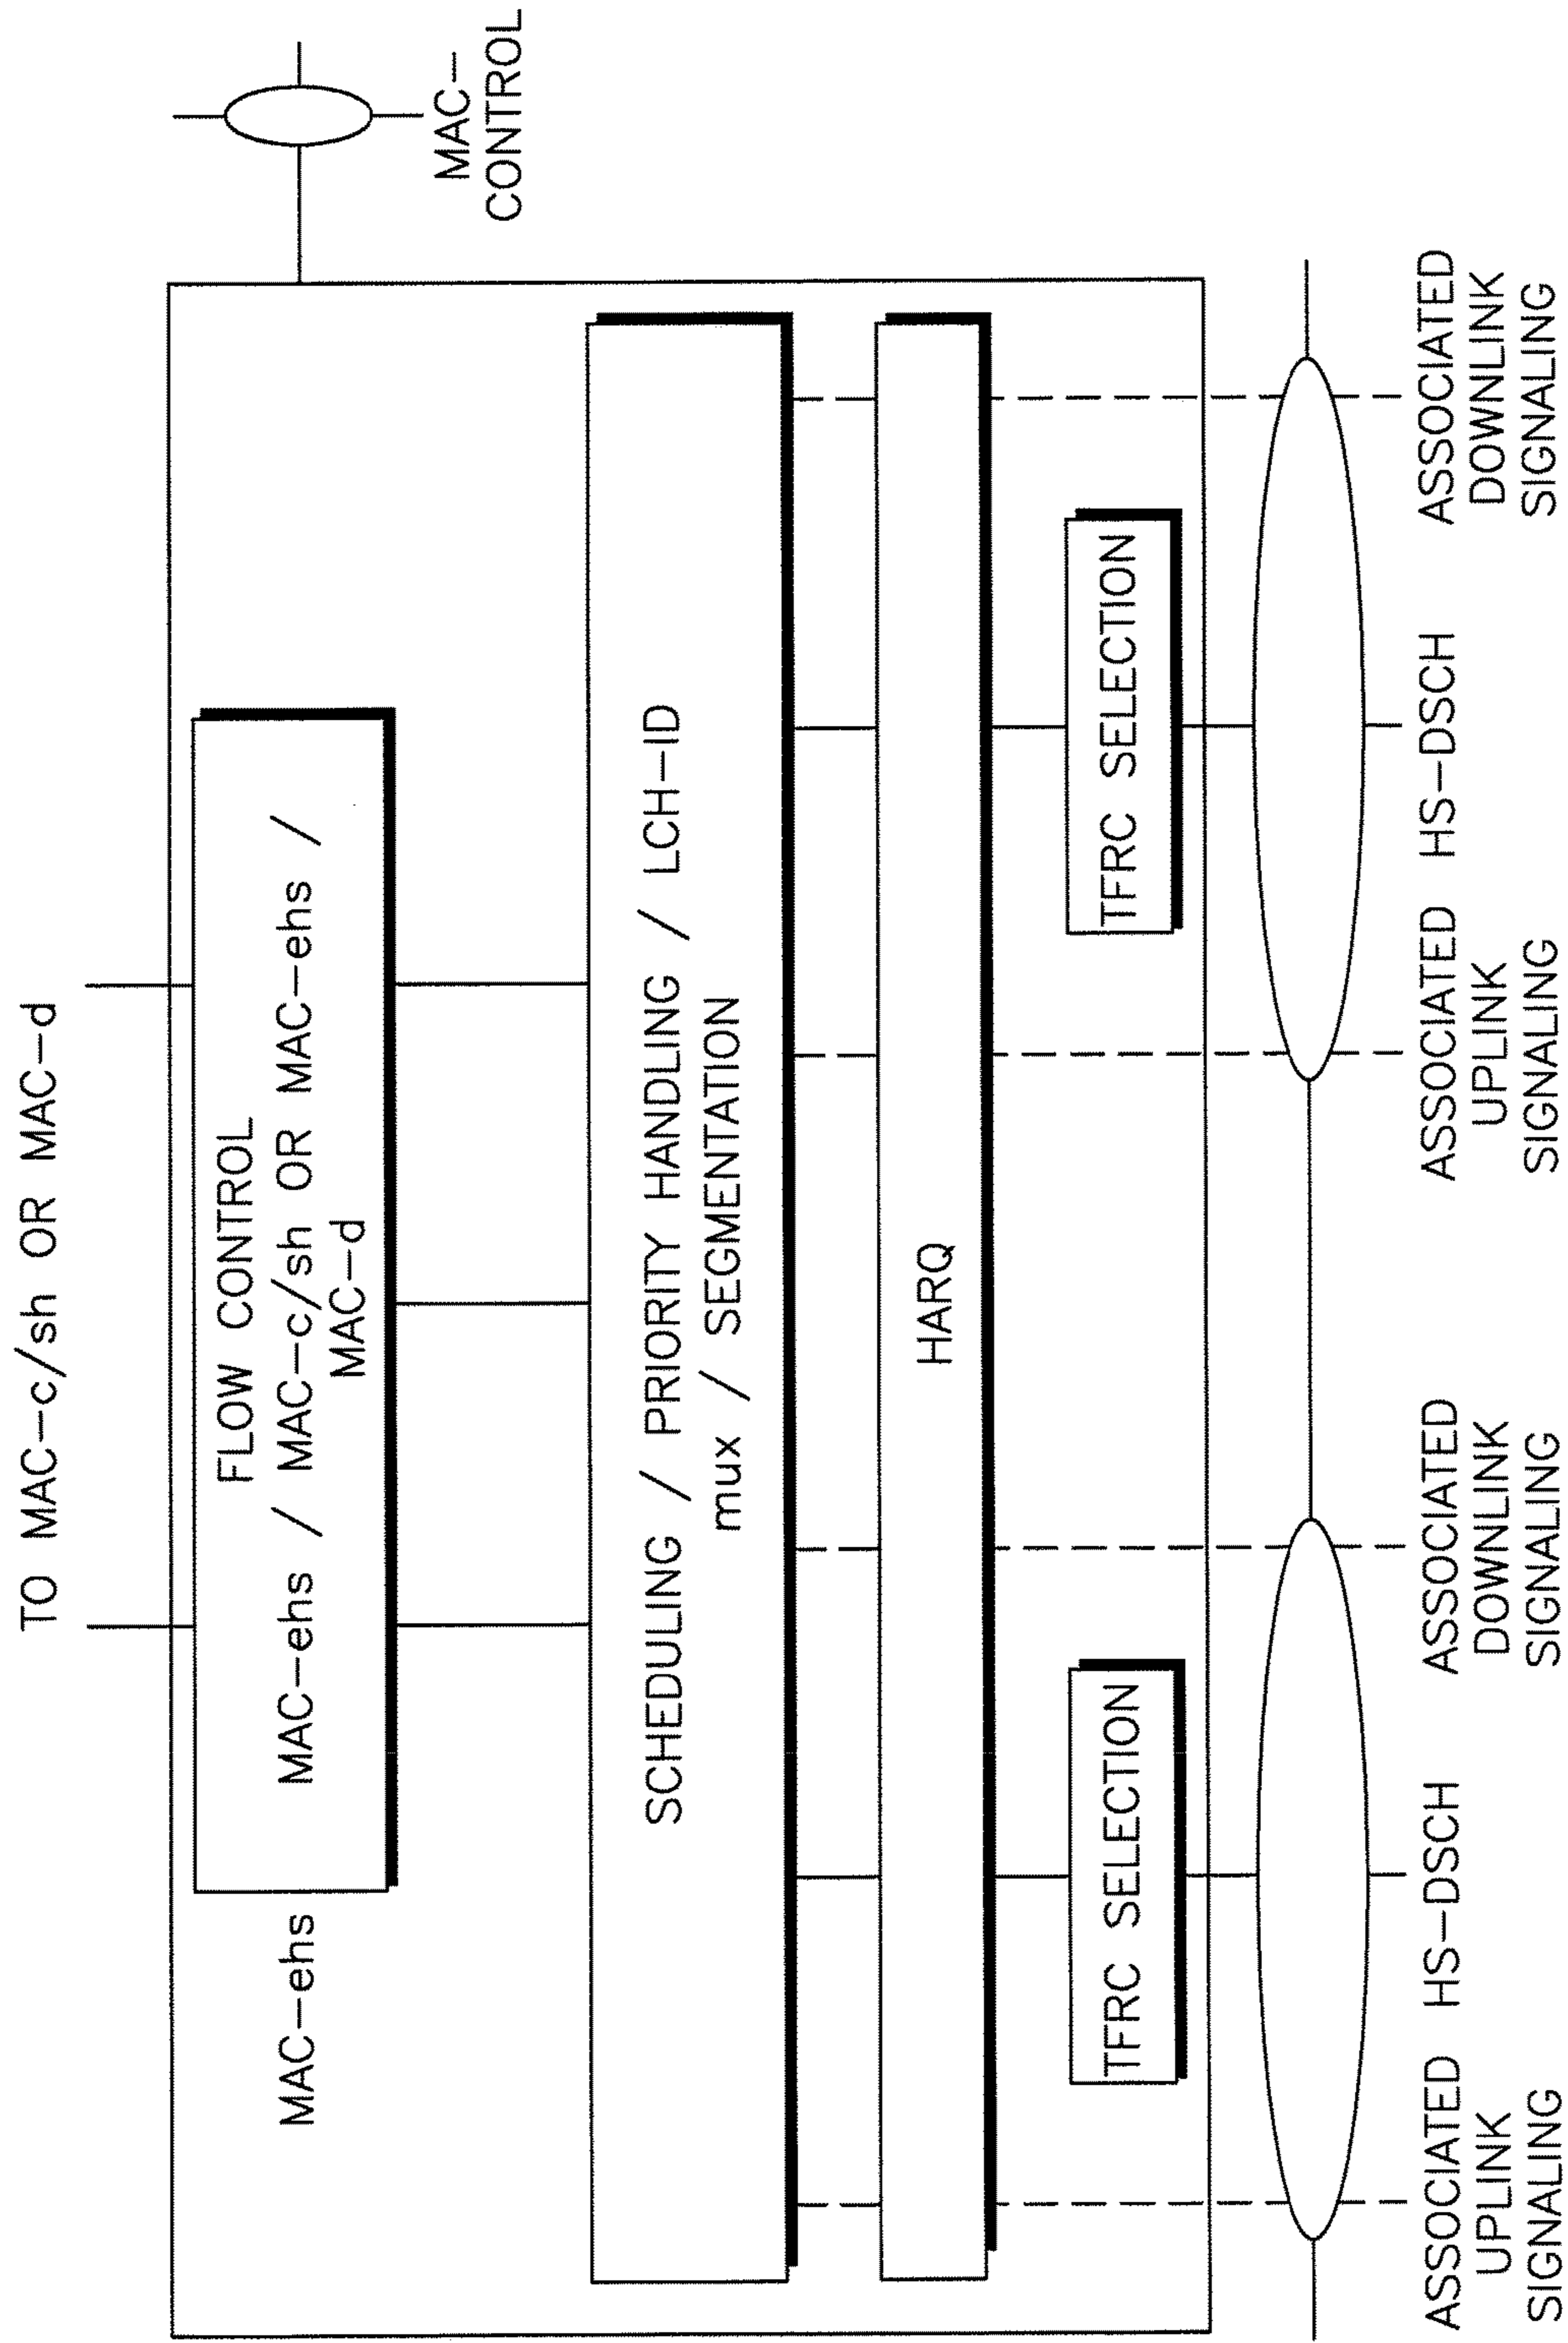 TO MAC-c/sh OR MAC-d
FLOW CONTROL
MAC-ehs / MAC-c/sh OR MAC-ehs /
MAC-d
MAC-ehs
MAC-
CONTROL
SCHEDULING / PRIORITY HANDLING / LCH-ID
mux / SEGMENTATION
HARQ
TFRC SELECTION
TFRC SELECTION
ASSOCIATED
UPLINK
SIGNALING
HS-DSCH
ASSOCIATED
DOWNLINK
SIGNALING
ASSOCIATED
UPLINK
SIGNALING
HS-DSCH
ASSOCIATED
DOWNLINK
SIGNALING